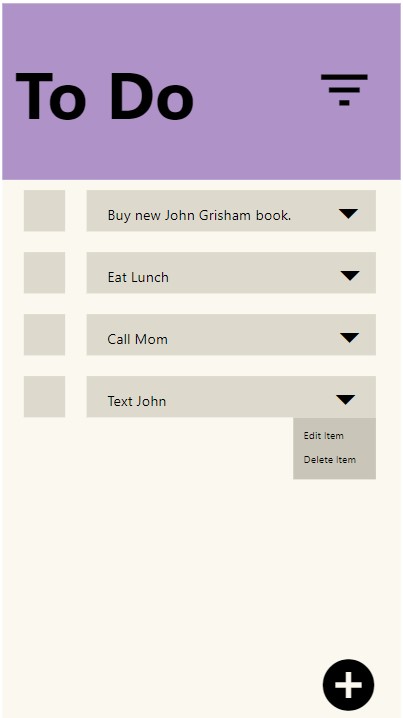 To Do
Buy new John Grisham book.
Eat Lunch
Call Mom
Text John
Edit Item
Delete Item